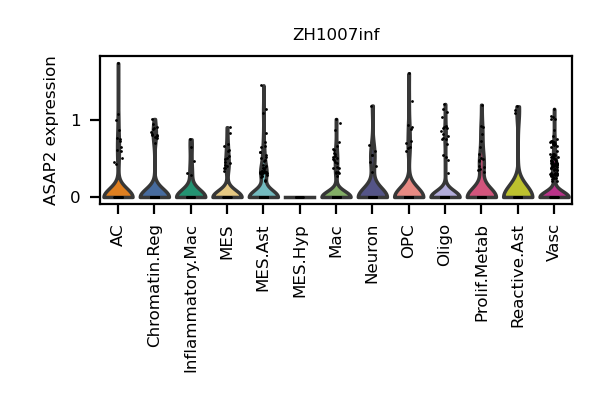 ZH1007inf
ASAP2 expression
1
0
AC
Chromatin.Reg
Inflammatory.Mac
MES
MES.Ast
MES.Hyp
Mac
Neuron
OPC
Oligo
Prolif.Metab
Reactive.Ast
Vasc